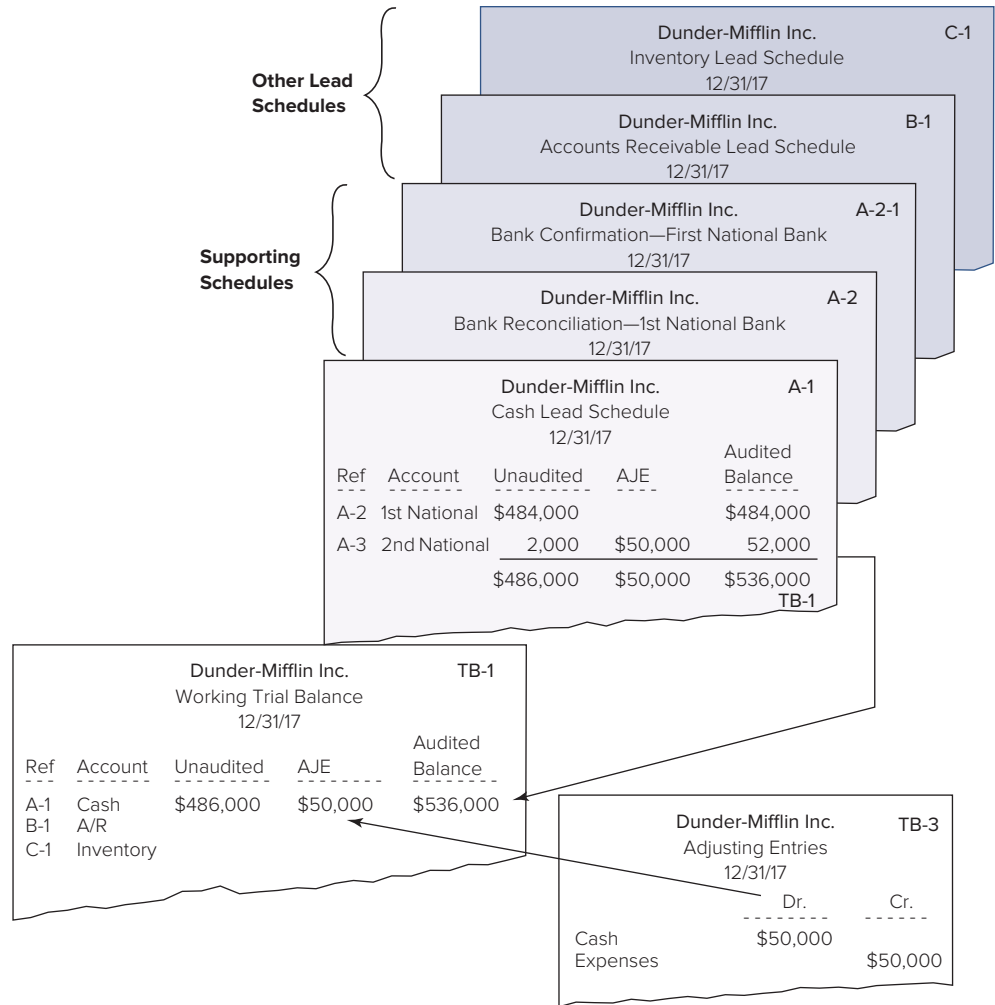 Dunder-Mifflin Inc. C-1
Inventory Lead Schedule
12/31/17
Other Lead
Schedules
Dunder-Mifflin Inc. B-1
Accounts Receivable Lead Schedule
12/31/17
Dunder-Mifflin Inc. A-2-1
Bank Confirmation—First National Bank
12/31/17
Supporting
Schedules
Dunder-Mifflin Inc. A-2
Bank Reconciliation—1st National Bank
12/31/17
Dunder-Mifflin Inc. A-1
Cash Lead Schedule
12/31/17
Audited
Ref Account Unaudited AJE Balance
A-2 1st National $484,000 $484,000
A-3 2nd National 2,000 $50,000 52,000
$486,000 $50,000 $536,000
TB-1
Dunder-Mifflin Inc. TB-1
Working Trial Balance
12/31/17
Audited
Ref Account Unaudited AJE Balance
A-1 Cash $486,000 $50,000 $536,000
B-1 A/R
C-1 Inventory
Dunder-Mifflin Inc. TB-3
Adjusting Entries
12/31/17
Dr. Cr.
Cash $50,000
Expenses $50,000